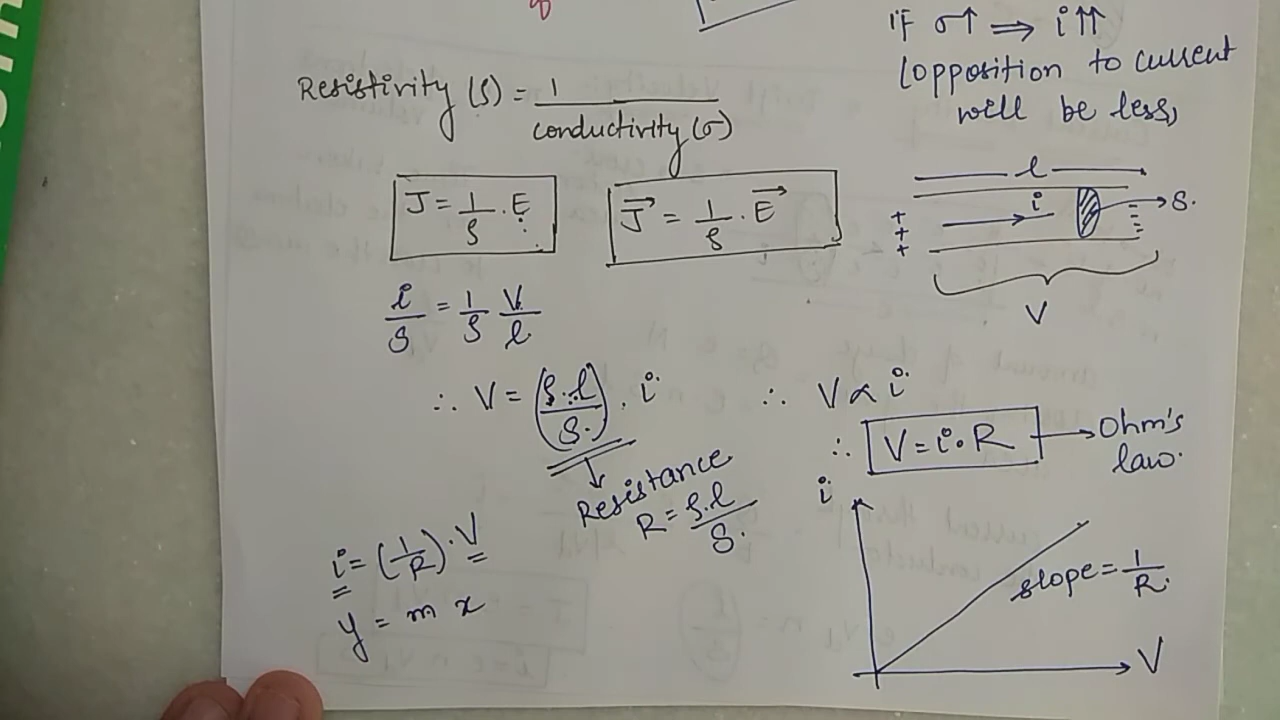 if σ↑ ⇒ i↑↑
(opposition to current
will be less)
Resistivity (ρ) = 1 / conductivity (σ)
J = 1/ρ . E
J⃗ = 1/ρ . E⃗
l
i
S.
+
+
+
V
i/S = 1/ρ V/l
∴ V = (ρ.l/S.) . i
∴ V ∝ i
∴ V = i . R → Ohm's law.
Resistance
R = ρ.l/S.
i = (1/R) . V
y = m x
i
slope = 1/R.
V